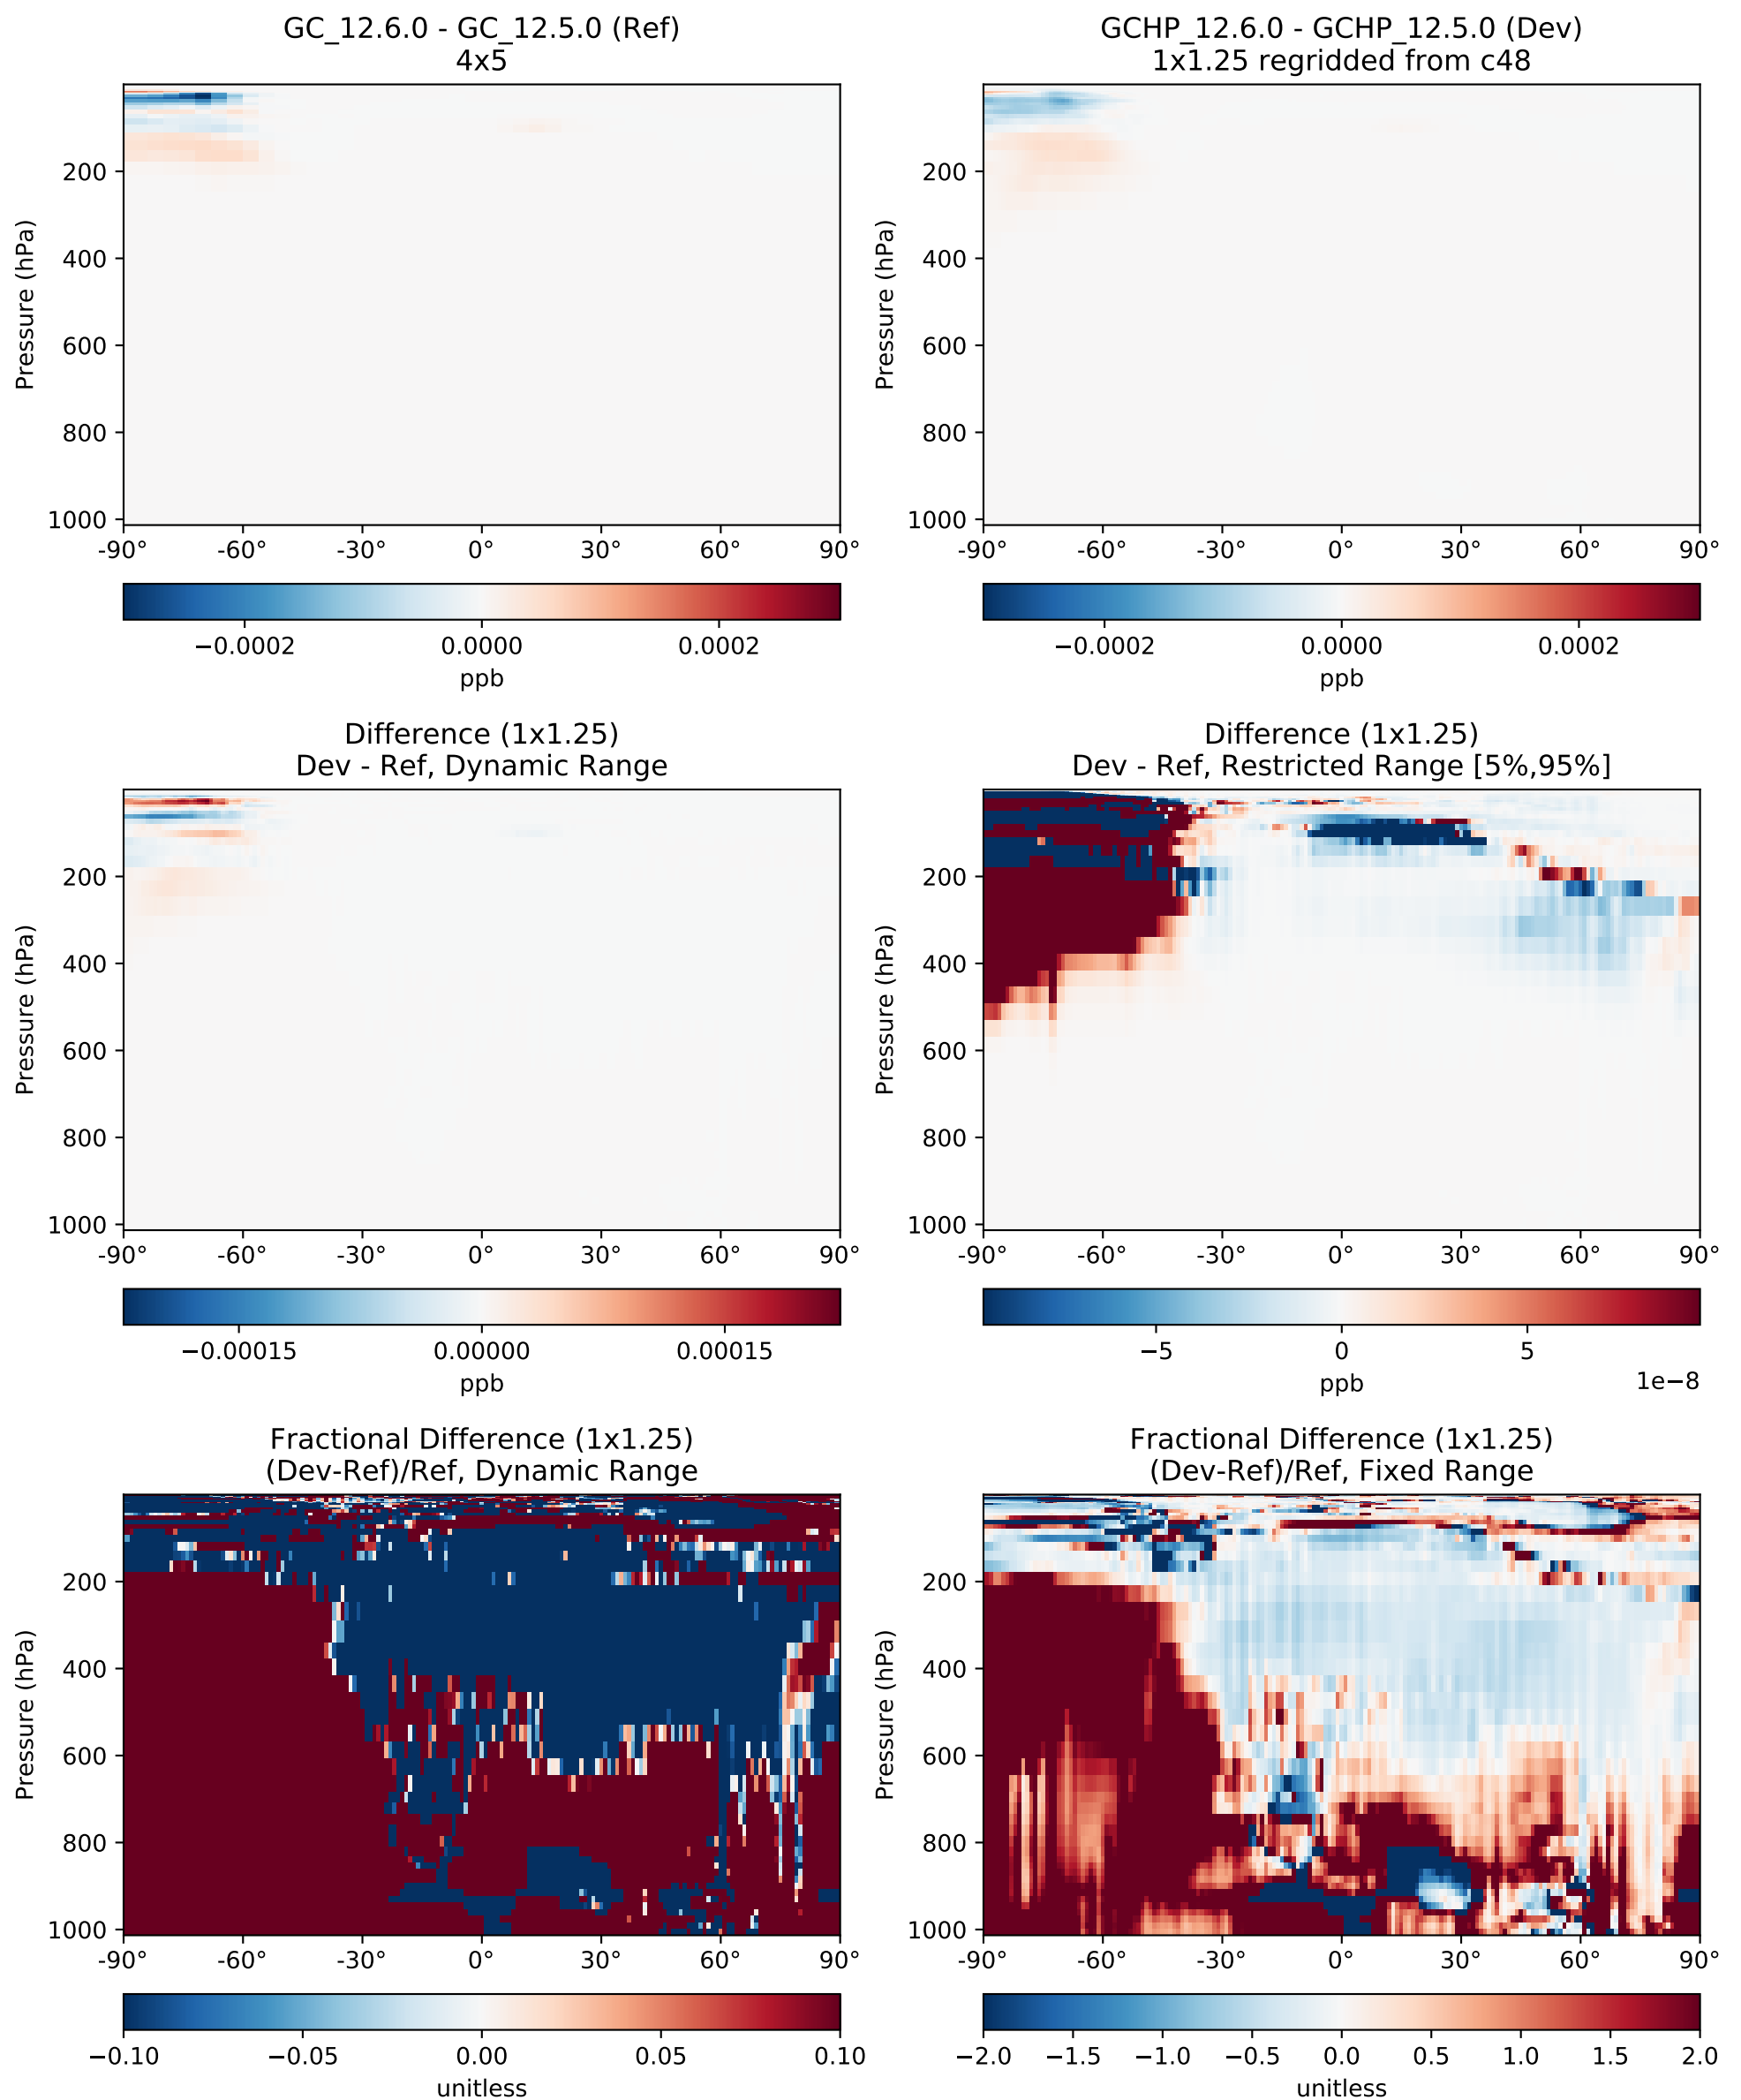 GC_12.6.0 - GC_12.5.0 (Ref)
4x5
Pressure (hPa)
200
400
600
800
1000
-90° -60° -30° 0° 30° 60° 90°
−0.0002 0.0000 0.0002
ppb
GCHP_12.6.0 - GCHP_12.5.0 (Dev)
1x1.25 regridded from c48
Pressure (hPa)
200
400
600
800
1000
-90° -60° -30° 0° 30° 60° 90°
−0.0002 0.0000 0.0002
ppb
Difference (1x1.25)
Dev - Ref, Dynamic Range
Pressure (hPa)
200
400
600
800
1000
-90° -60° -30° 0° 30° 60° 90°
−0.00015 0.00000 0.00015
ppb
Difference (1x1.25)
Dev - Ref, Restricted Range [5%,95%]
Pressure (hPa)
200
400
600
800
1000
-90° -60° -30° 0° 30° 60° 90°
−5 0 5
ppb
1e−8
Fractional Difference (1x1.25)
(Dev-Ref)/Ref, Dynamic Range
Pressure (hPa)
200
400
600
800
1000
-90° -60° -30° 0° 30° 60° 90°
−0.10 −0.05 0.00 0.05 0.10
unitless
Fractional Difference (1x1.25)
(Dev-Ref)/Ref, Fixed Range
Pressure (hPa)
200
400
600
800
1000
-90° -60° -30° 0° 30° 60° 90°
−2.0 −1.5 −1.0 −0.5 0.0 0.5 1.0 1.5 2.0
unitless